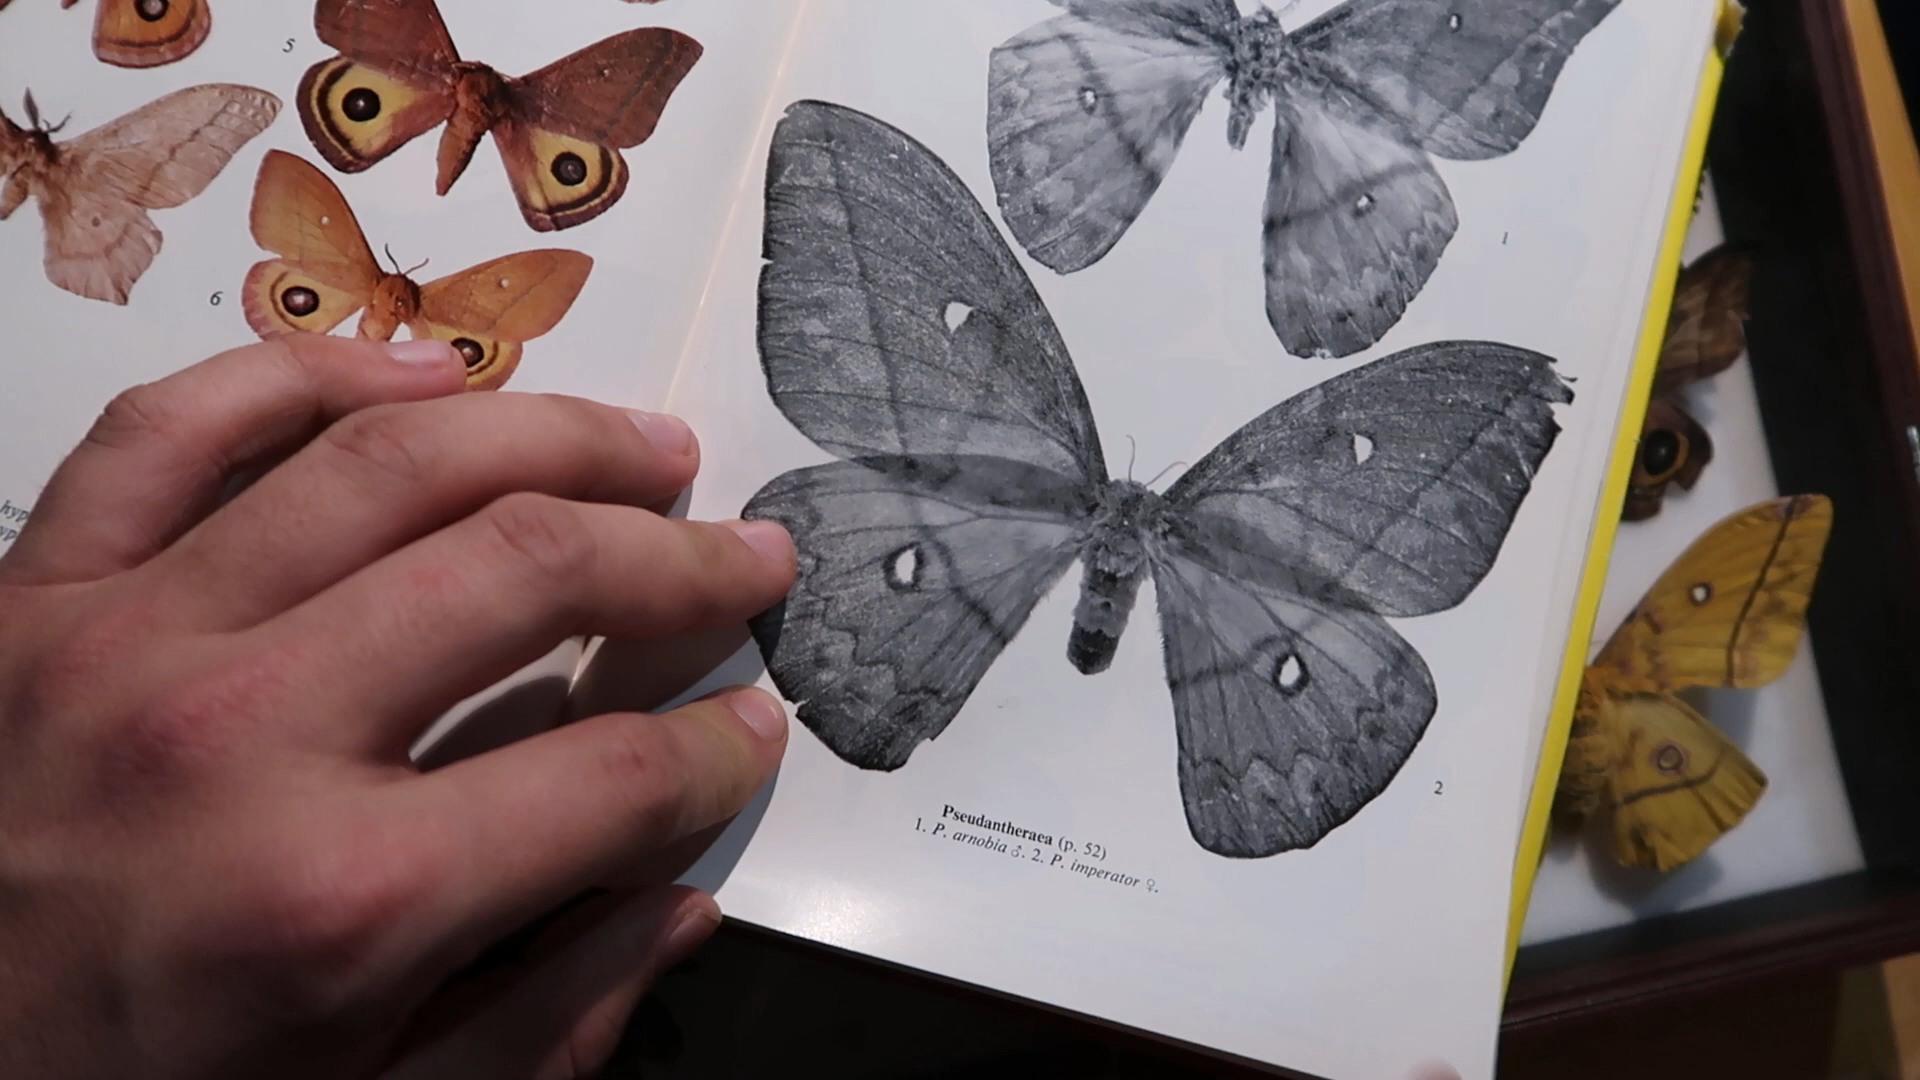 5
6
1
2
Pseudantheraea (p. 52)
1. P. arnobia ♂. 2. P. imperator ♀.